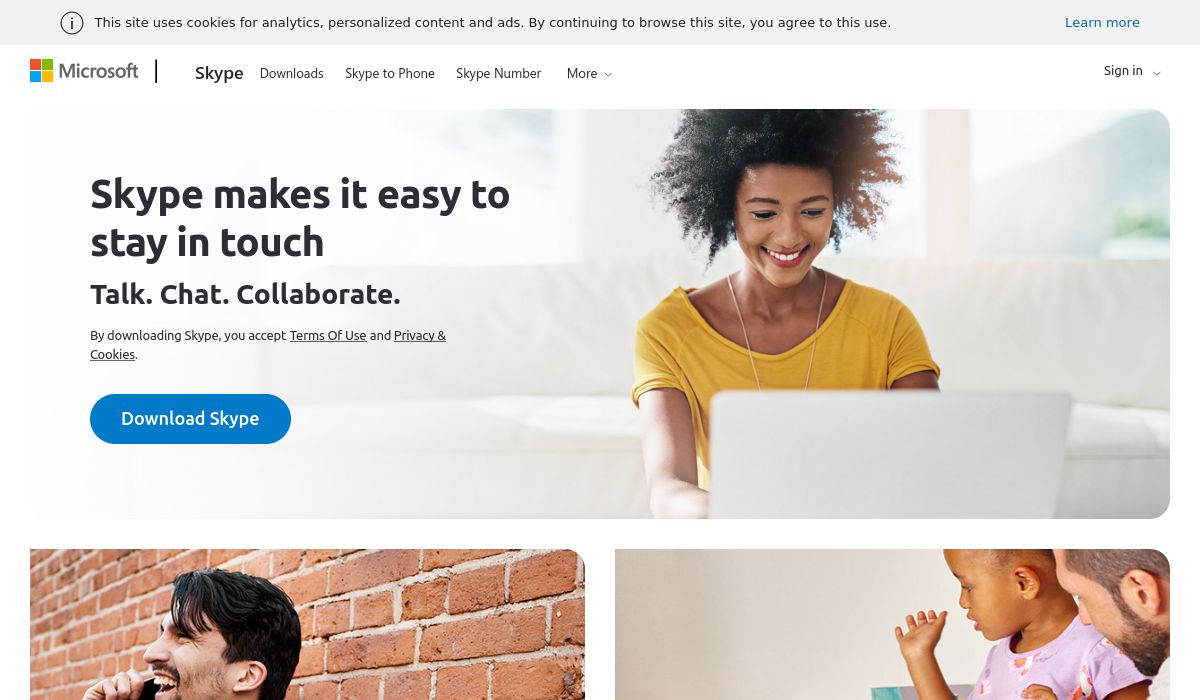 This site uses cookies for analytics, personalized content and ads. By continuing to browse this site, you agree to this use.
Learn more
Microsoft
Skype
Downloads
Skype to Phone
Skype Number
More
Sign in
Skype makes it easy to
stay in touch
Talk. Chat. Collaborate.
By downloading Skype, you accept Terms Of Use and Privacy &
Cookies.
Download Skype